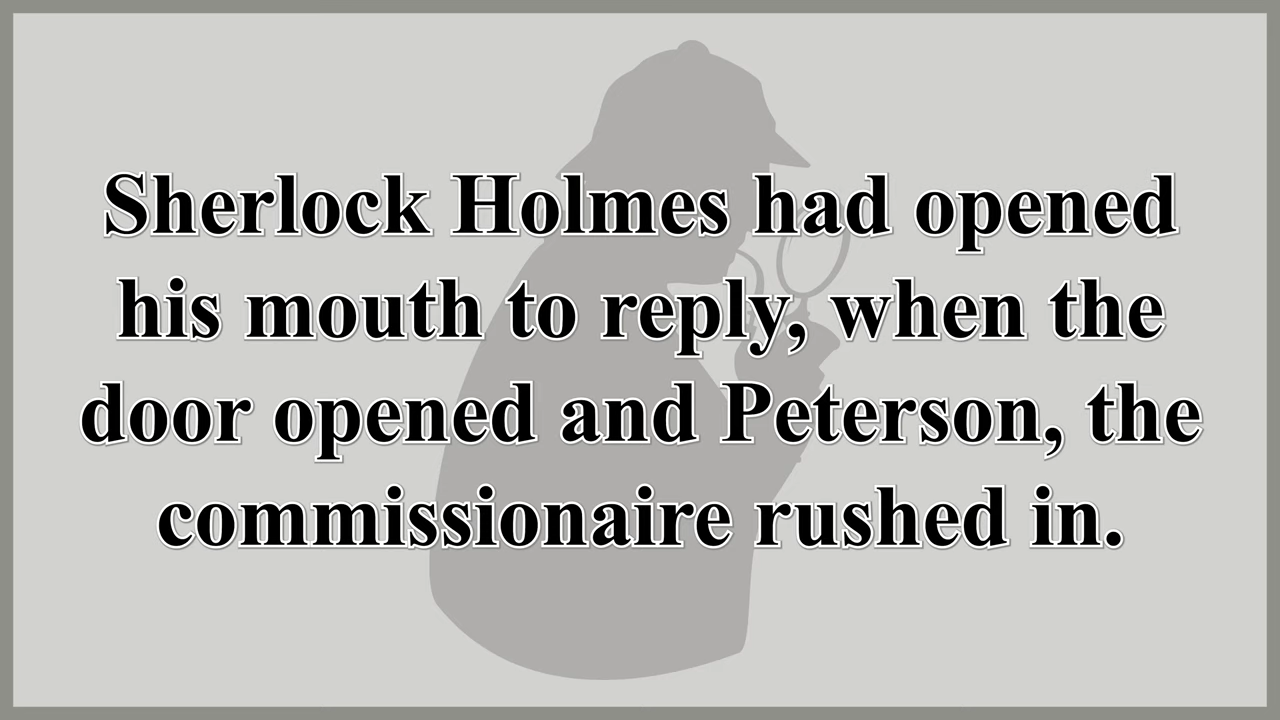 Sherlock Holmes had opened
his mouth to reply, when the
door opened and Peterson, the
commissionaire rushed in.